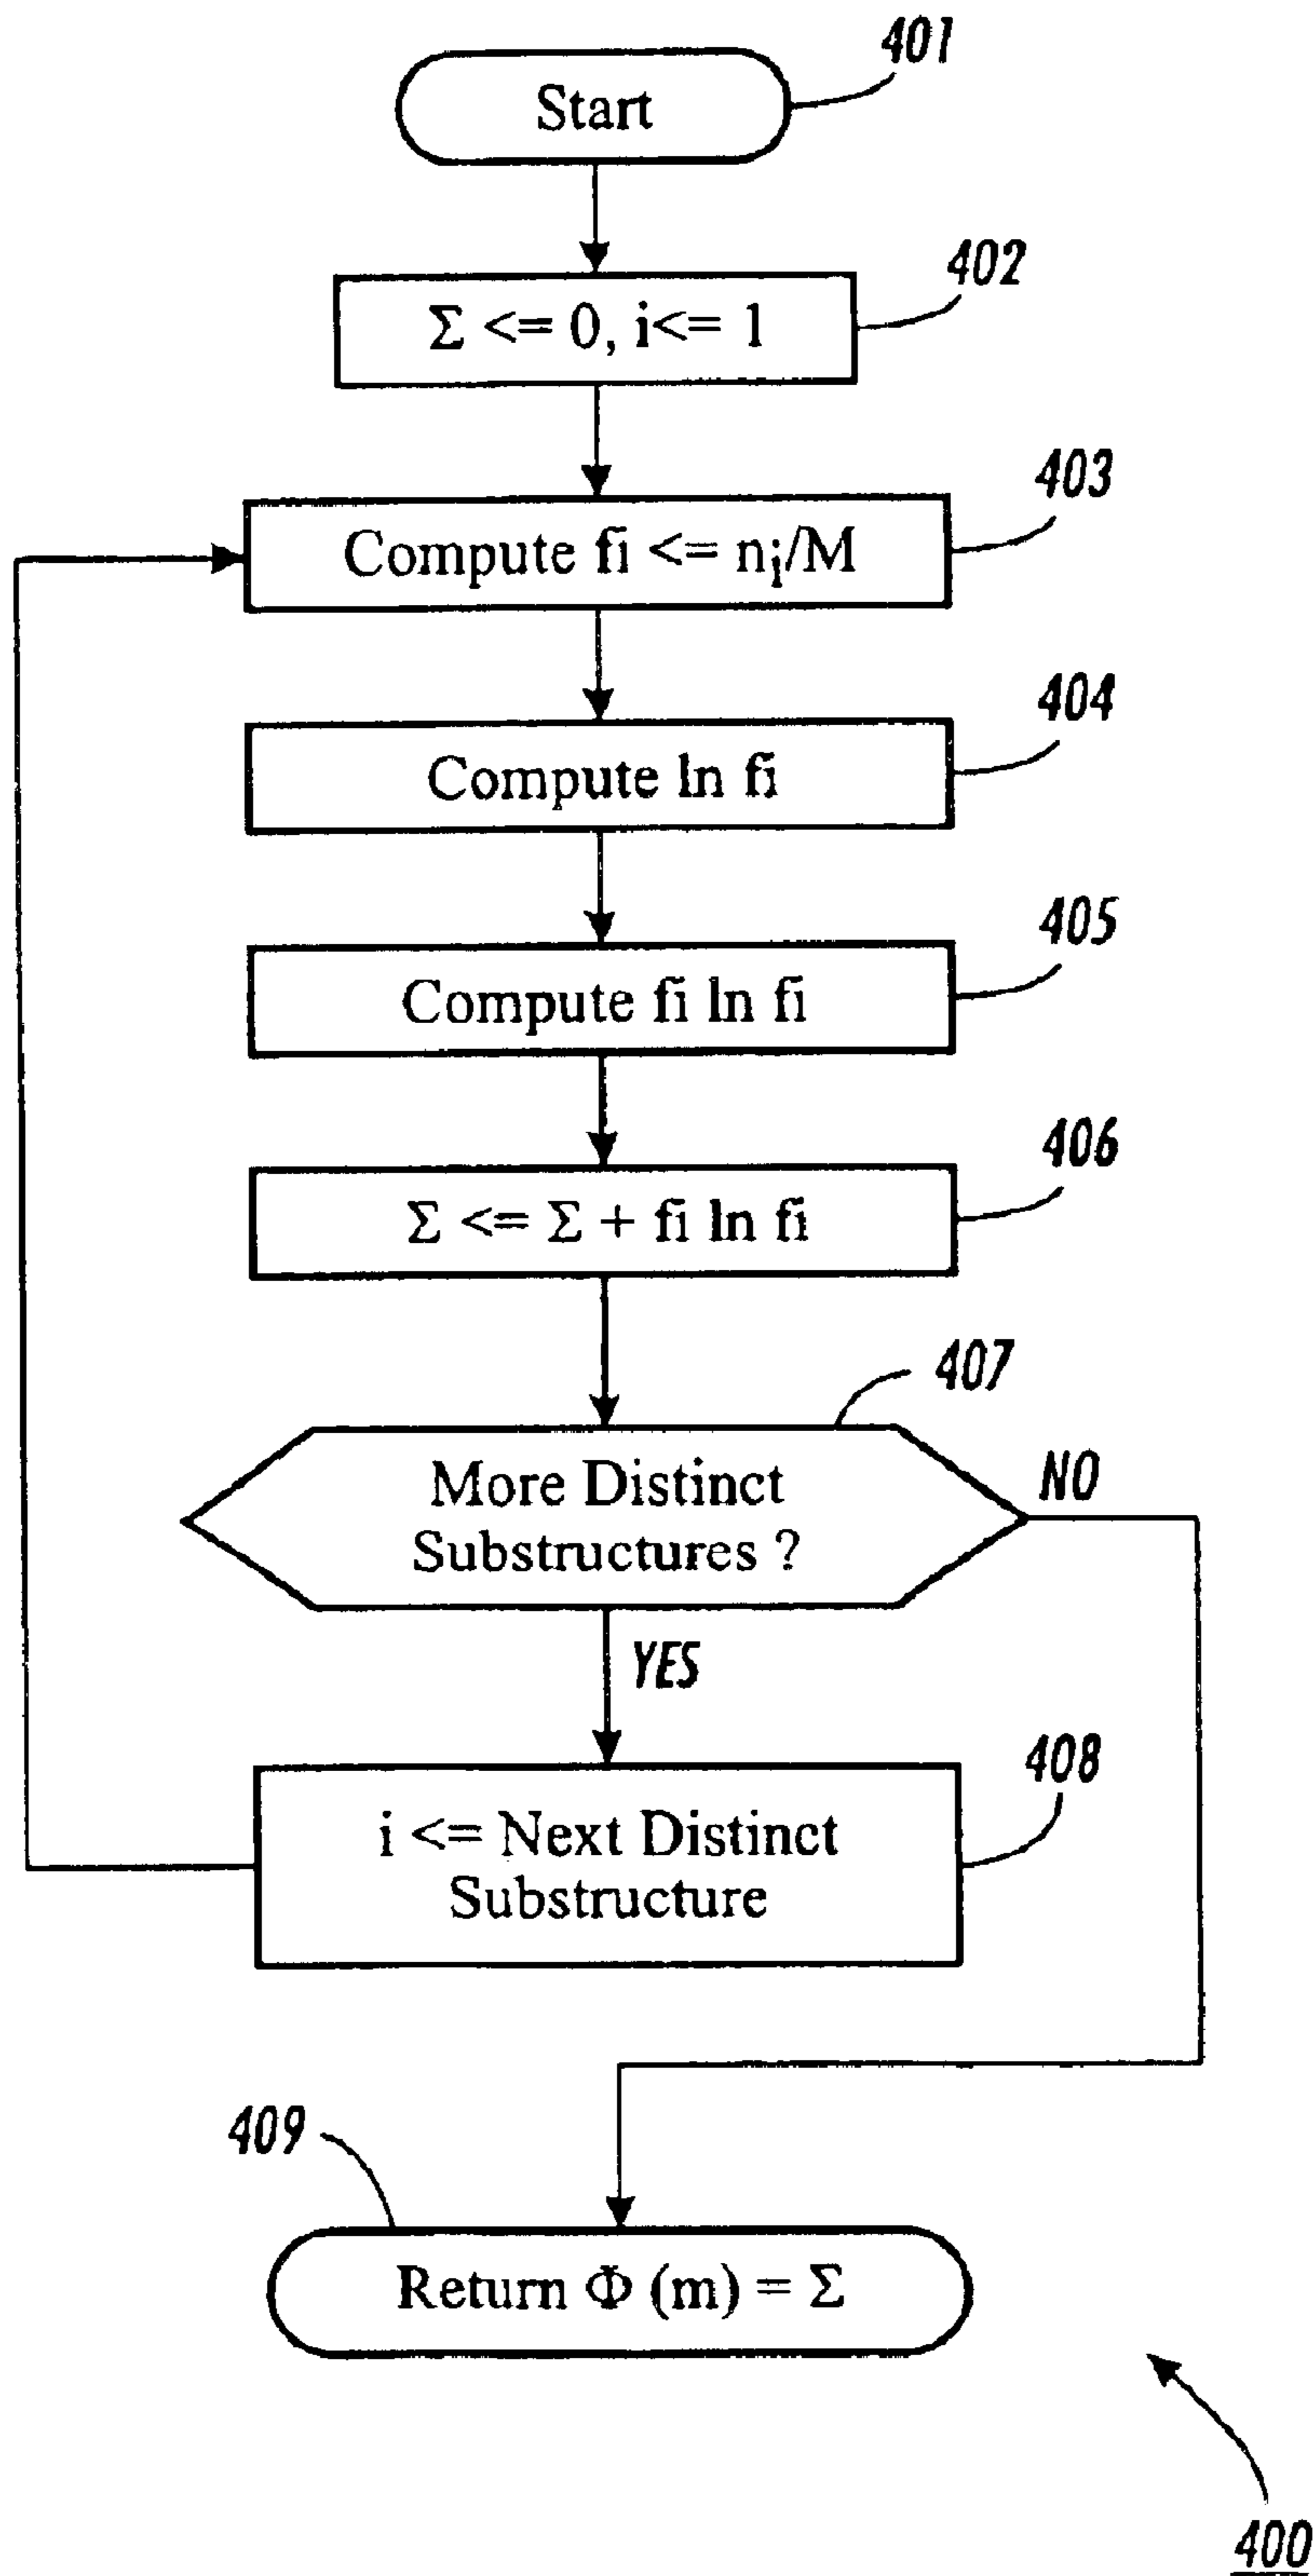 401
Start
402
Σ <= 0, i<= 1
403
Compute fi <= ni/M
404
Compute ln fi
405
Compute fi ln fi
406
Σ <= Σ + fi ln fi
407
More Distinct
Substructures ?
NO
YES
408
i <= Next Distinct
Substructure
409
Return Φ (m) = Σ
400